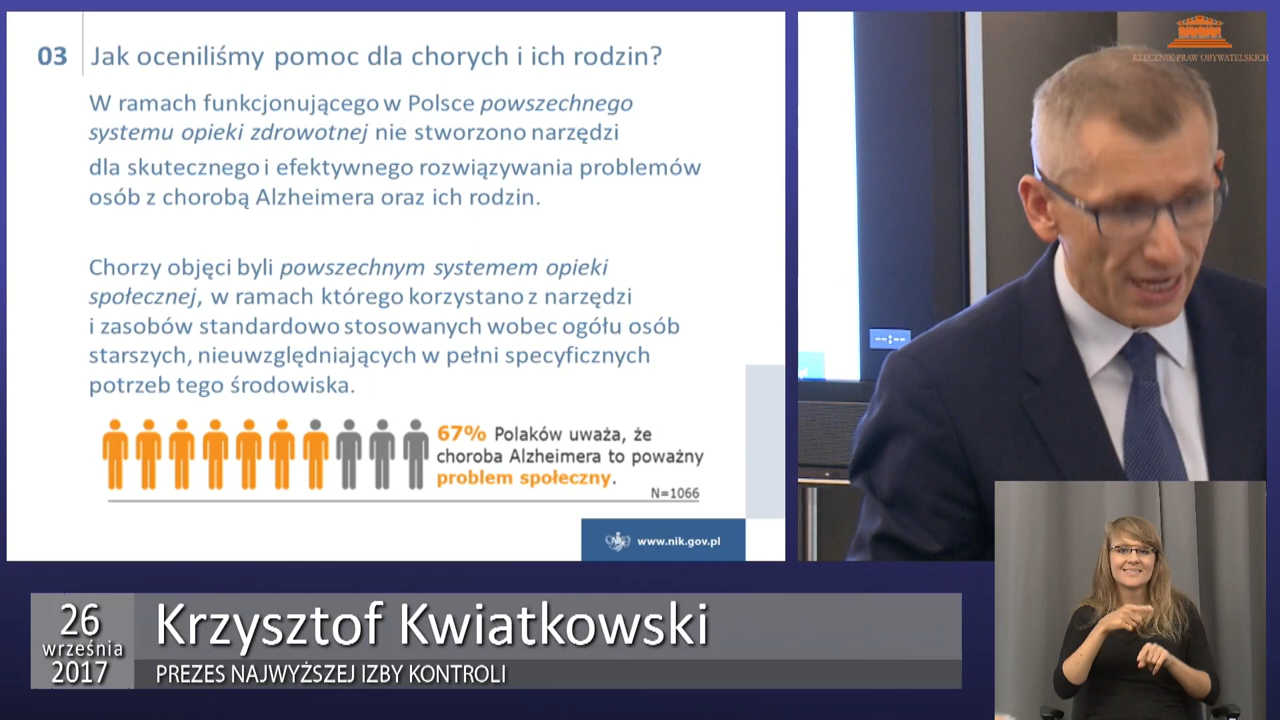 03 Jak oceniliśmy pomoc dla chorych i ich rodzin?
W ramach funkcjonującego w Polsce powszechnego
systemu opieki zdrowotnej nie stworzono narzędzi
dla skutecznego i efektywnego rozwiązywania problemów
osób z chorobą Alzheimera oraz ich rodzin.
Chorzy objęci byli powszechnym systemem opieki
społecznej, w ramach którego korzystano z narzędzi
i zasobów standardowo stosowanych wobec ogółu osób
starszych, nieuwzględniających w pełni specyficznych
potrzeb tego środowiska.
67% Polaków uważa, że
choroba Alzheimera to poważny
problem społeczny.
N=1066
www.nik.gov.pl
RZECZNIK PRAW OBYWATELSKICH
26
września
2017
Krzysztof Kwiatkowski
PREZES NAJWYŻSZEJ IZBY KONTROLI